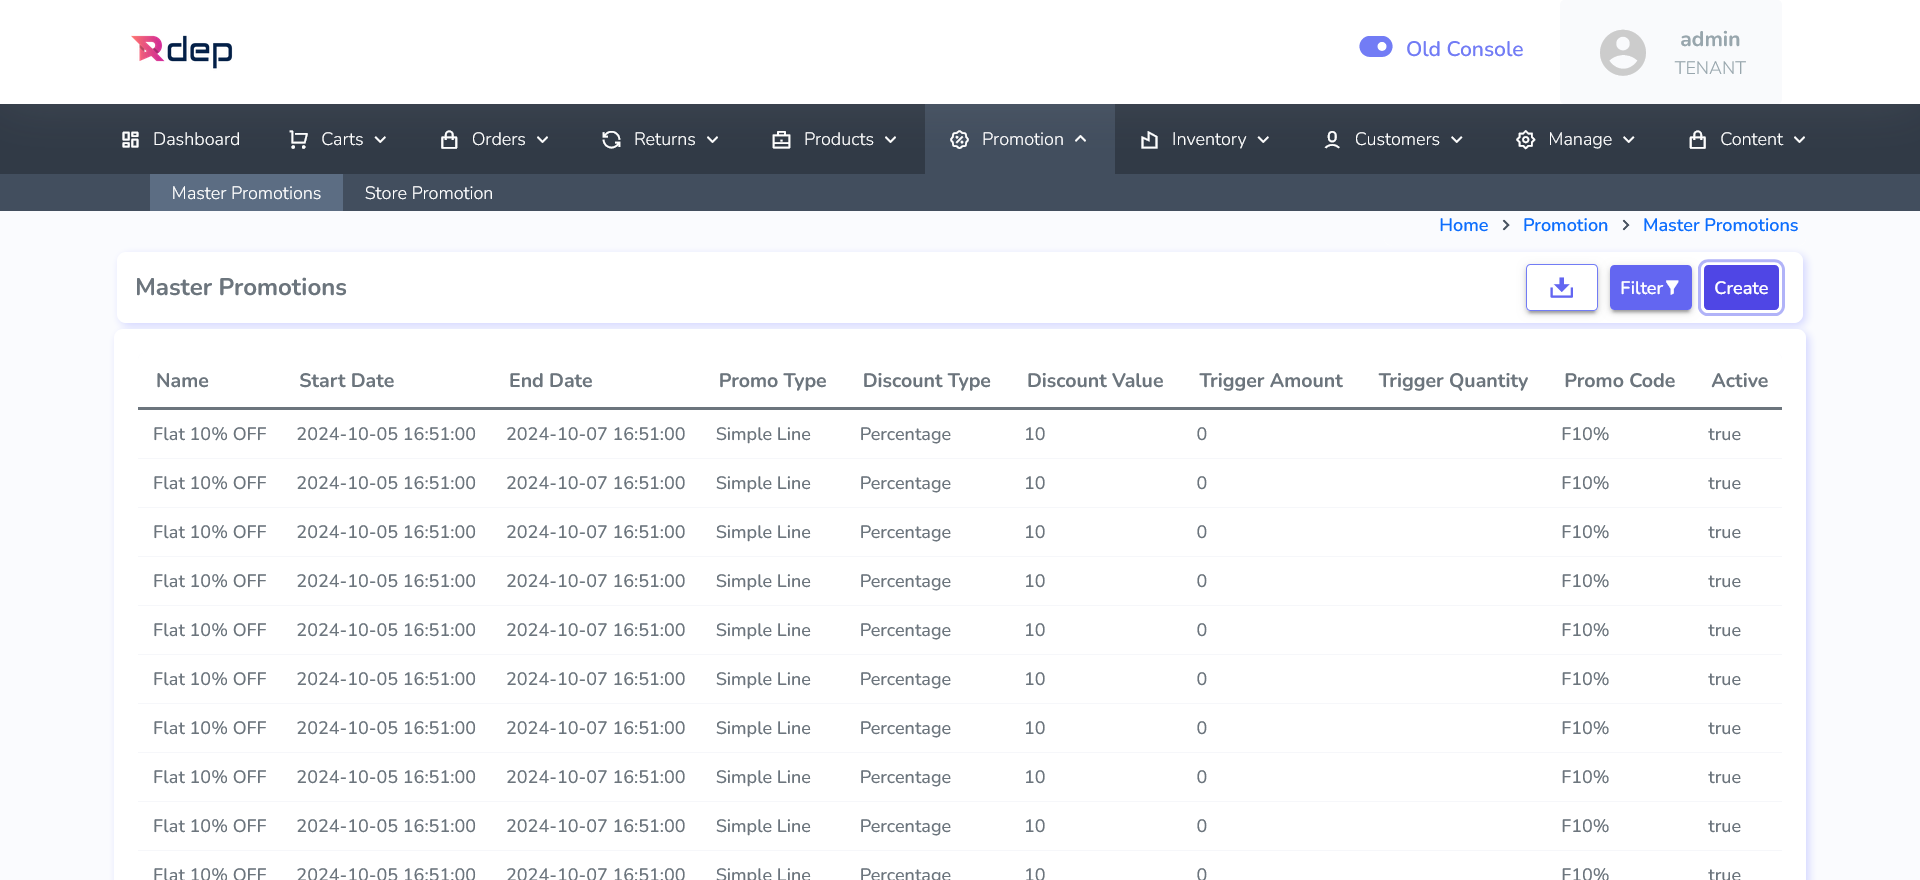 Rdep
Old Console
admin
TENANT
Dashboard Carts Orders Returns Products Promotion Inventory Customers Manage Content
Master Promotions Store Promotion
Home > Promotion > Master Promotions
Master Promotions
Filter Create
Name Start Date End Date Promo Type Discount Type Discount Value Trigger Amount Trigger Quantity Promo Code Active
Flat 10% OFF 2024-10-05 16:51:00 2024-10-07 16:51:00 Simple Line Percentage 10 0 F10% true
Flat 10% OFF 2024-10-05 16:51:00 2024-10-07 16:51:00 Simple Line Percentage 10 0 F10% true
Flat 10% OFF 2024-10-05 16:51:00 2024-10-07 16:51:00 Simple Line Percentage 10 0 F10% true
Flat 10% OFF 2024-10-05 16:51:00 2024-10-07 16:51:00 Simple Line Percentage 10 0 F10% true
Flat 10% OFF 2024-10-05 16:51:00 2024-10-07 16:51:00 Simple Line Percentage 10 0 F10% true
Flat 10% OFF 2024-10-05 16:51:00 2024-10-07 16:51:00 Simple Line Percentage 10 0 F10% true
Flat 10% OFF 2024-10-05 16:51:00 2024-10-07 16:51:00 Simple Line Percentage 10 0 F10% true
Flat 10% OFF 2024-10-05 16:51:00 2024-10-07 16:51:00 Simple Line Percentage 10 0 F10% true
Flat 10% OFF 2024-10-05 16:51:00 2024-10-07 16:51:00 Simple Line Percentage 10 0 F10% true
Flat 10% OFF 2024-10-05 16:51:00 2024-10-07 16:51:00 Simple Line Percentage 10 0 F10% true